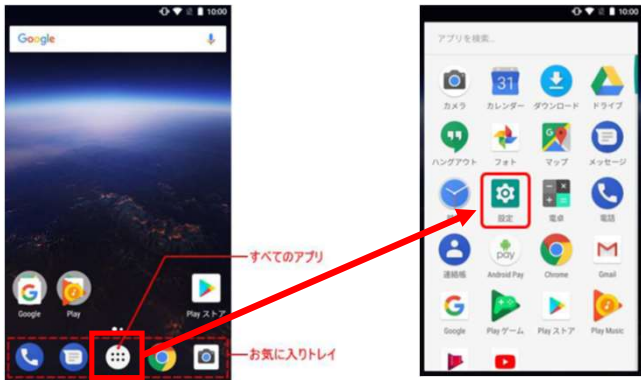 10:00
Google
Google
Play
Play ストア
すべてのアプリ
お気に入りトレイ
10:00
アプリを検索...
31
カメラ
カレンダー
ダウンロード
ドライブ
ハングアウト
フォト
マップ
メッセージ
設定
電卓
電話
連絡帳
pay
Android Pay
Chrome
Gmail
Google
Play ゲーム
Play ストア
Play Music